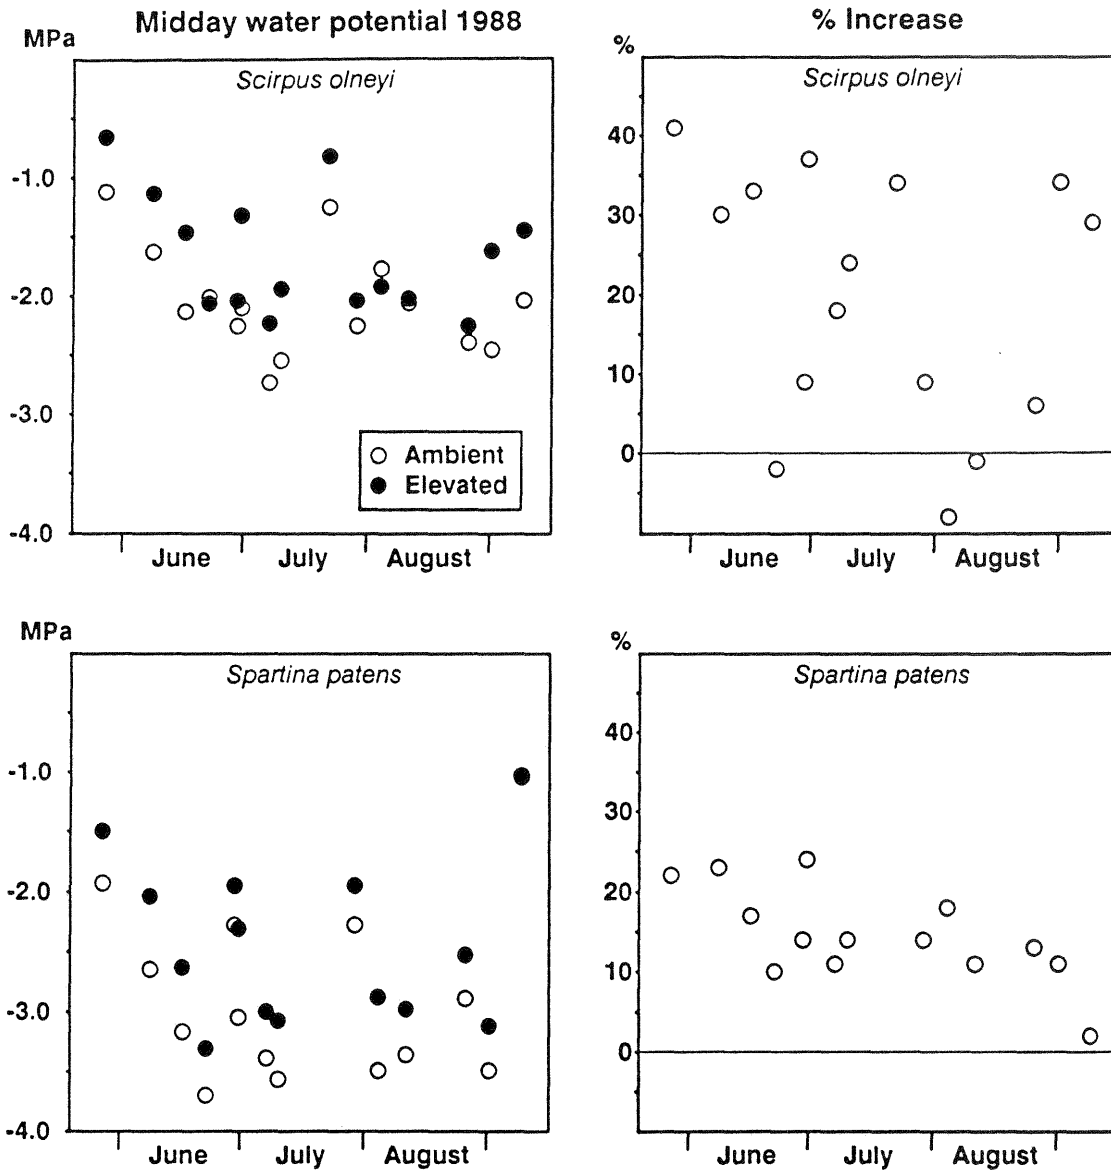 Midday water potential 1988
% Increase
MPa
%
Scirpus olneyi
Scirpus olneyi
-1.0
-2.0
-3.0
-4.0
Ambient
Elevated
40
30
20
10
0
June July August
June July August
MPa
%
Spartina patens
Spartina patens
-1.0
-2.0
-3.0
-4.0
40
30
20
10
0
June July August
June July August